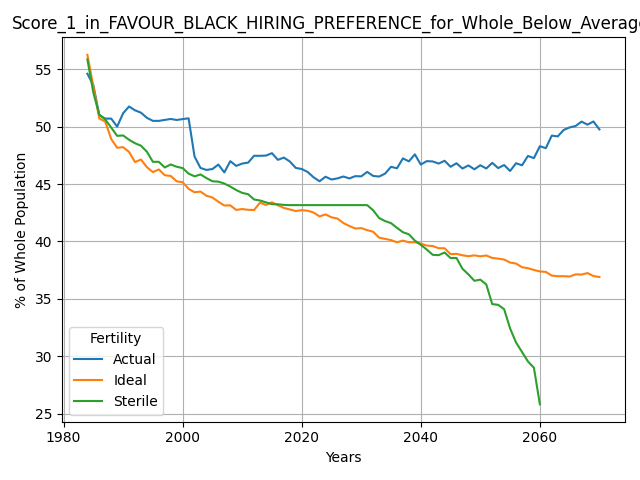 Score_1_in_FAVOUR_BLACK_HIRING_PREFERENCE_for_Whole_Below_Average
% of Whole Population
55
50
45
40
35
30
25
Fertility
Actual
Ideal
Sterile
1980 2000 2020 2040 2060
Years